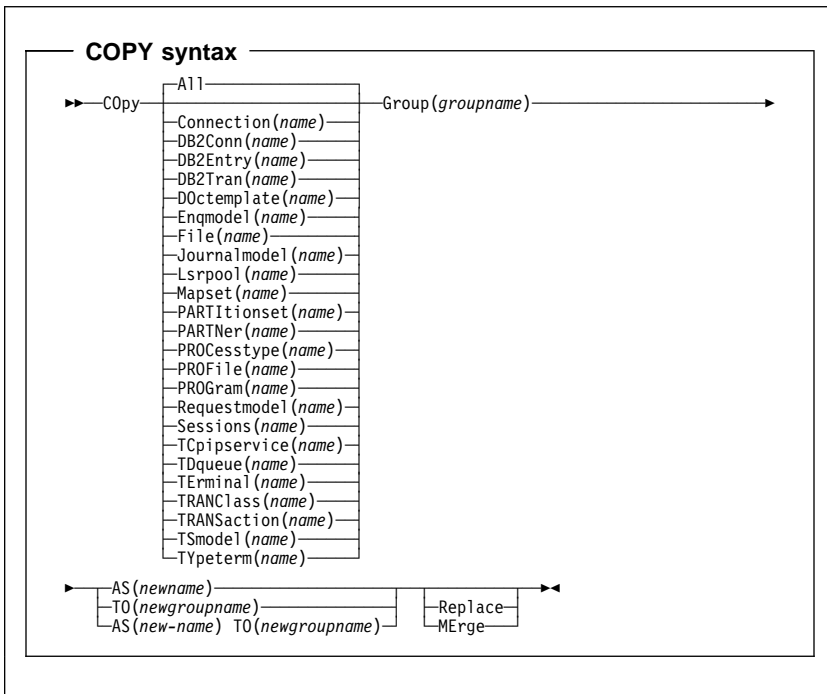 COPY syntax
All
COpy Group(groupname)
Connection(name)
DB2Conn(name)
DB2Entry(name)
DB2Tran(name)
DOctemplate(name)
Enqmodel(name)
File(name)
Journalmodel(name)
Lsrpool(name)
Mapset(name)
PARTItionset(name)
PARTNer(name)
PROCesstype(name)
PROFile(name)
PROGram(name)
Requestmodel(name)
Sessions(name)
TCpipservice(name)
TDqueue(name)
TErminal(name)
TRANClass(name)
TRANSaction(name)
TSmodel(name)
TYpeterm(name)
AS(newname)
TO(newgroupname) Replace
AS(new-name) TO(newgroupname) MErge